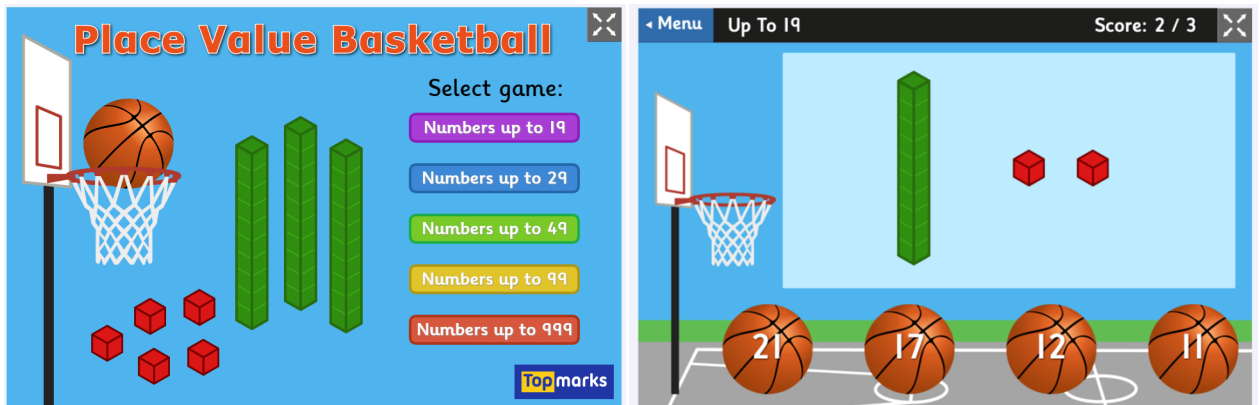 Place Value Basketball
Select game:
Numbers up to 19
Numbers up to 29
Numbers up to 49
Numbers up to 99
Numbers up to 999
Topmarks
Menu Up To 19 Score: 2 / 3
21 17 12 11